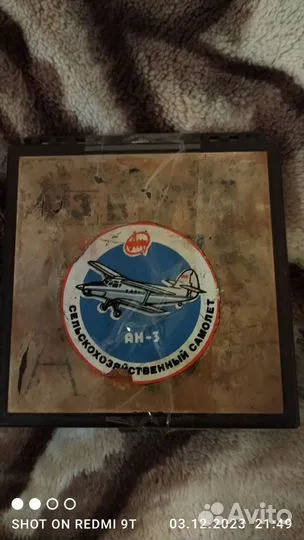 АН-3
СЕЛЬСКОХОЗЯЙСТВЕННЫЙ САМОЛЕТ
SHOT ON REDMI 9T
03.12.2023 21:49
Avito